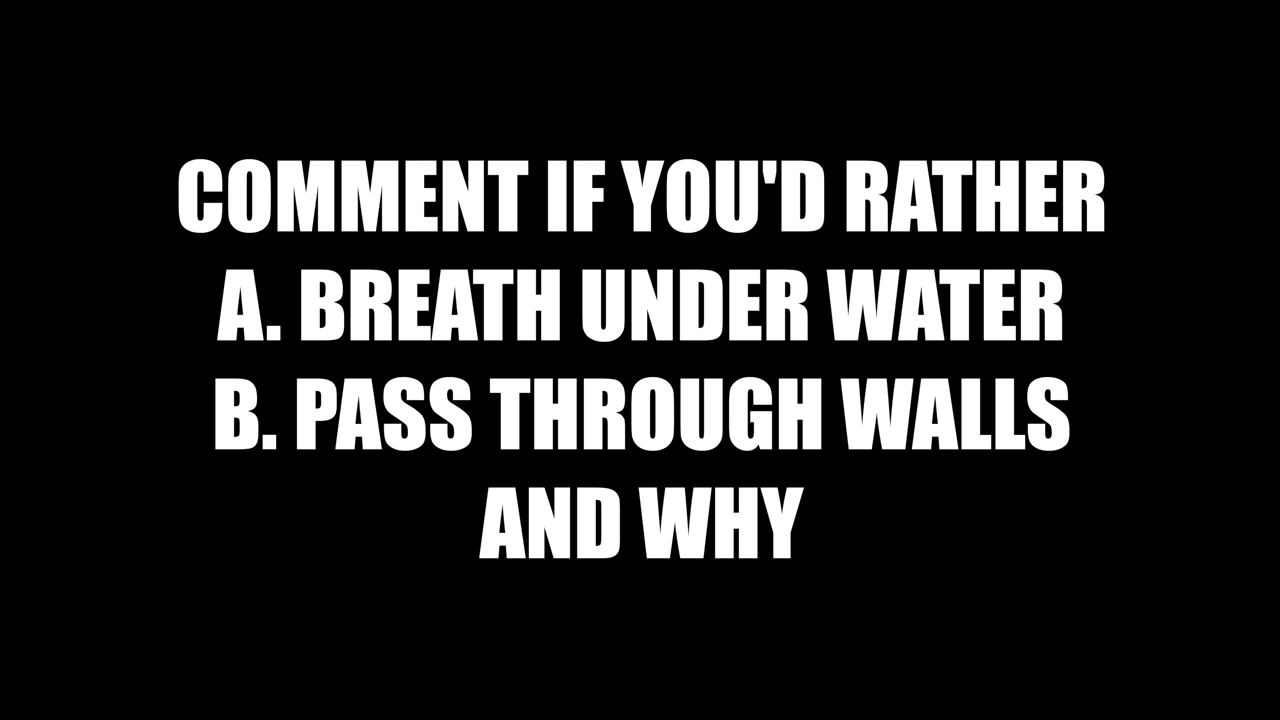 COMMENT IF YOU'D RATHER
A. BREATH UNDER WATER
B. PASS THROUGH WALLS
AND WHY